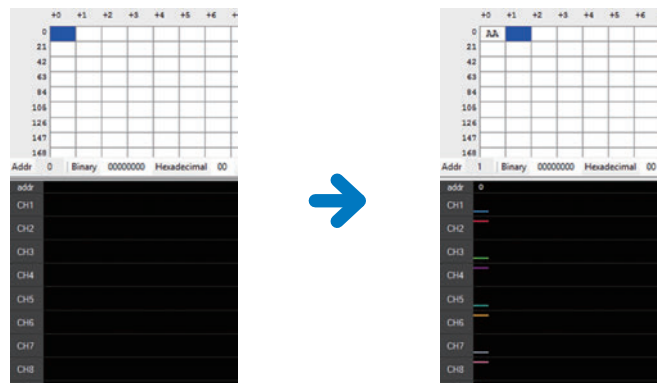 +0 +1 +2 +3 +4 +5 +6
0
21
42
63
84
105
126
147
168
Addr 0 Binary 00000000 Hexadecimal 00
addr
CH1
CH2
CH3
CH4
CH5
CH6
CH7
CH8
+0 +1 +2 +3 +4 +5 +6
0 AA
21
42
63
84
105
126
147
168
Addr 1 Binary 00000000 Hexadecimal 00
addr 0
CH1
CH2
CH3
CH4
CH5
CH6
CH7
CH8